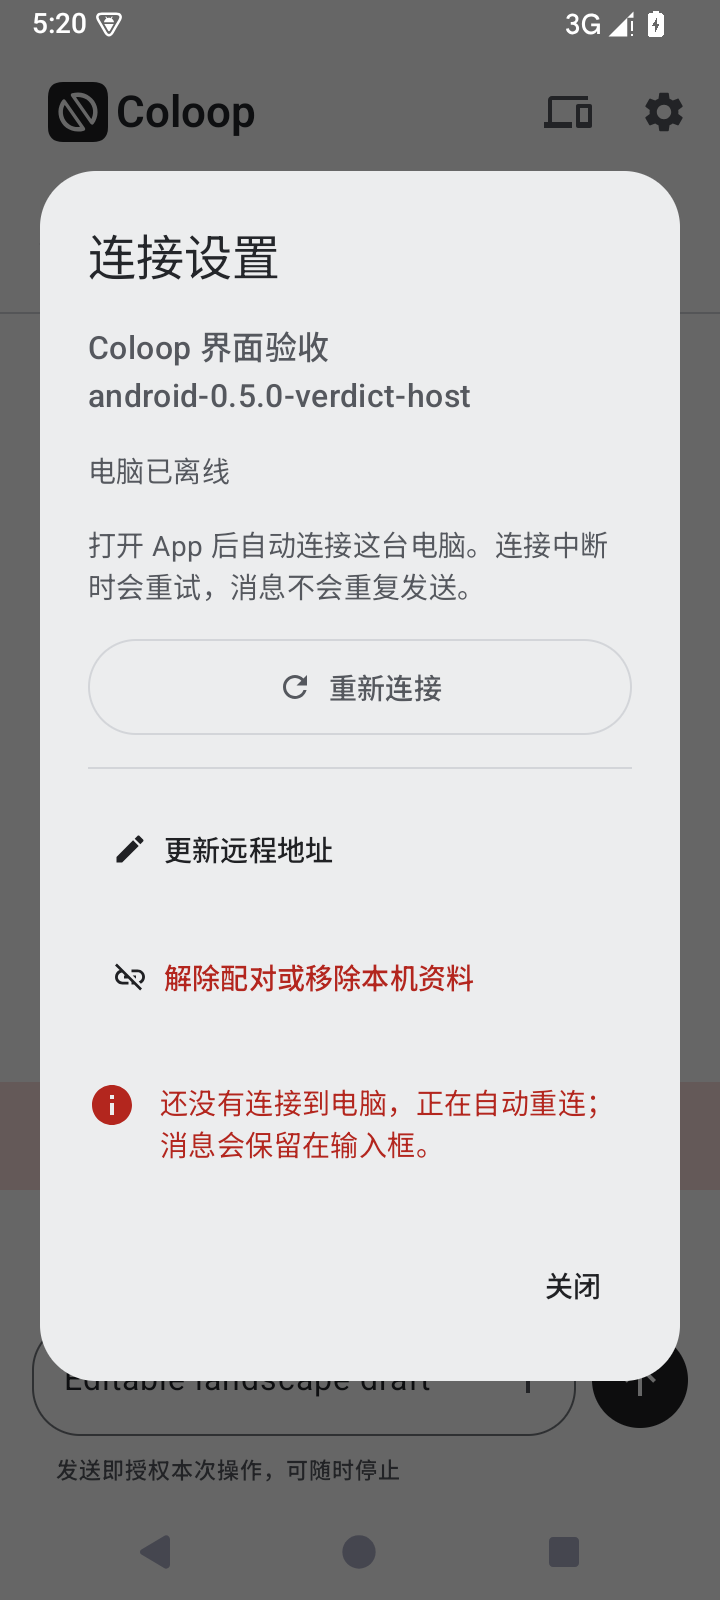 5:20
3G
Coloop
连接设置
Coloop 界面验收
android-0.5.0-verdict-host
电脑已离线
打开 App 后自动连接这台电脑。连接中断
时会重试，消息不会重复发送。
重新连接
更新远程地址
解除配对或移除本机资料
还没有连接到电脑，正在自动重连；
消息会保留在输入框。
关闭
Editable landscape draft
发送即授权本次操作，可随时停止